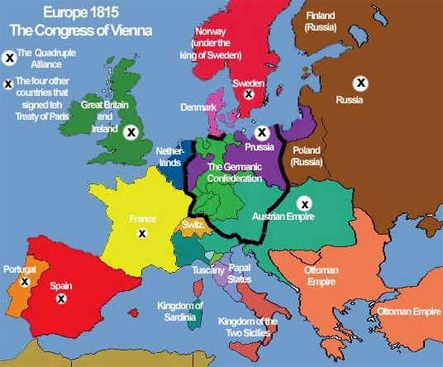 Europe 1815
The Congress of Vienna
X The Quadruple
Alliance
X The four other
countries that
signed teh
Treaty of Paris
Norway
(under the
king of Sweden)
Finland
(Russia)
Sweden
X
X
Russia
Denmark
Great Britain
and
Ireland
X
X
Prussia
Nether-
lands
The Germanic
Confederation
Poland
(Russia)
France
X
Switz.
X
Austrian Empire
Portugal
X
Spain
X
Tuscany
Papal
States
Ottoman
Empire
Kingdom of
Sardinia
Kingdom of the
Two Sicilies
Ottoman Empire